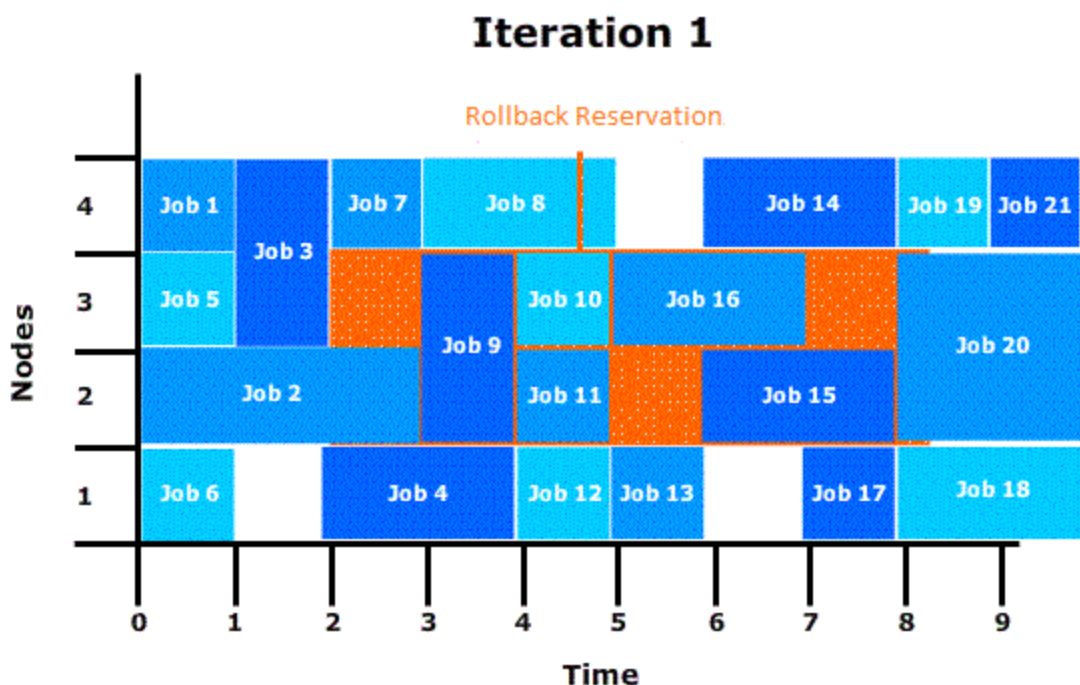 Iteration 1
Rollback Reservation
4
Job 1
Job 3
Job 7
Job 8
Job 14
Job 19
Job 21
3
Job 5
Job 10
Job 16
Nodes
Job 9
Job 20
2
Job 2
Job 11
Job 15
1
Job 6
Job 4
Job 12
Job 13
Job 17
Job 18
0 1 2 3 4 5 6 7 8 9
Time